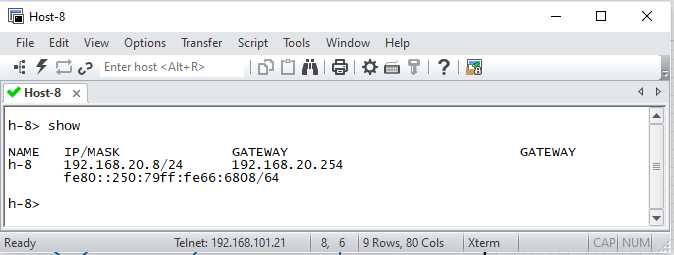 Host-8
File Edit View Options Transfer Script Tools Window Help
Enter host <Alt+R>
Host-8
h-8> show
NAME IP/MASK GATEWAY GATEWAY
h-8 192.168.20.8/24 192.168.20.254
fe80::250:79ff:fe66:6808/64
h-8>
Ready Telnet: 192.168.101.21 8, 6 9 Rows, 80 Cols Xterm CAP NUM